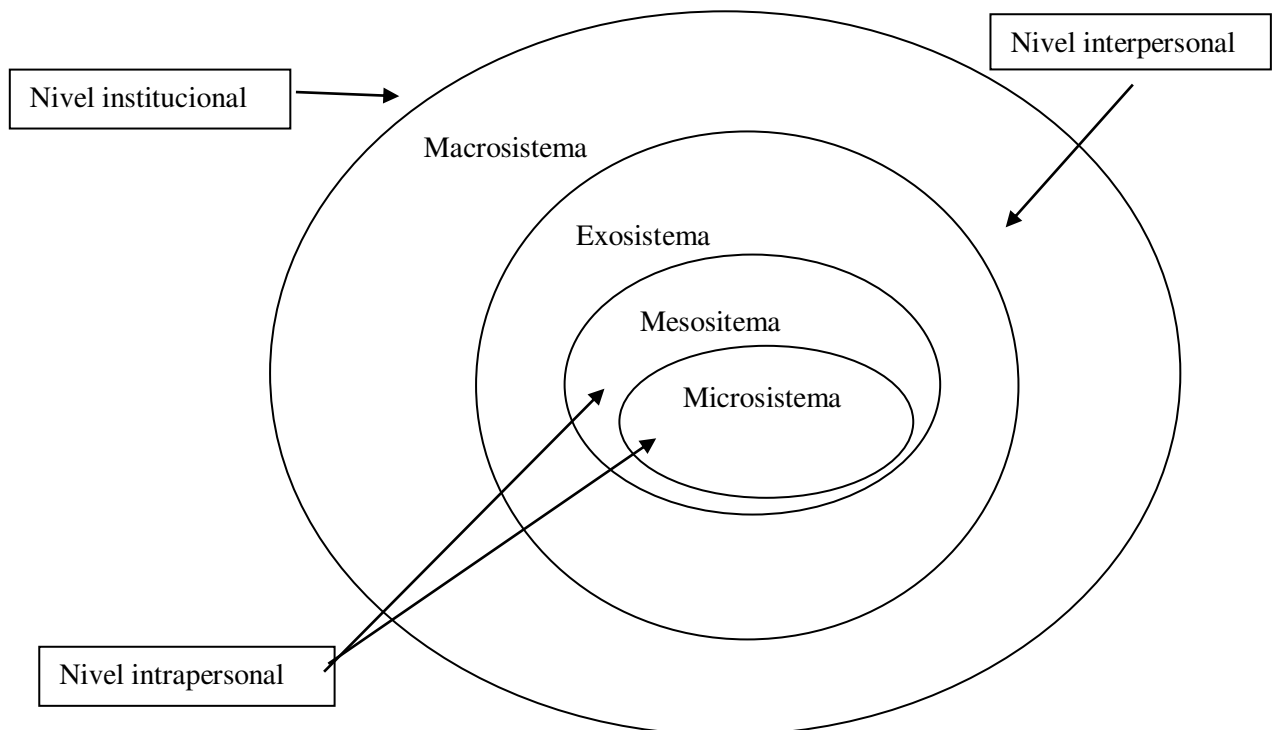 Nivel interpersonal
Nivel institucional
Macrosistema
Exosistema
Mesositema
Microsistema
Nivel intrapersonal